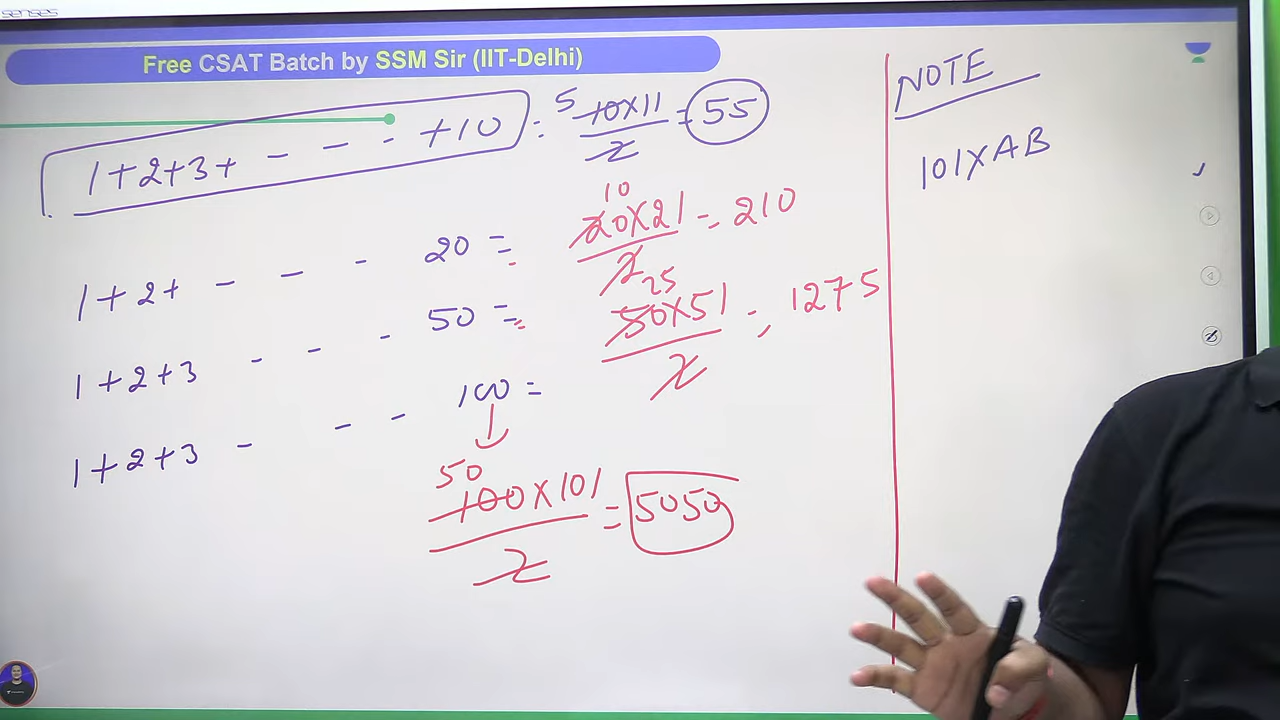 senses
Free CSAT Batch by SSM Sir (IIT-Delhi)
1+2+3+ - - - +10 = 10×11/2 = 55
5
1+2+ - - - 20 = 20×21/2 = 210
10
1+2+3 - - - 50 = 50×51/2 = 1275
25
1+2+3 - - - 100 =
↓
50
100×101/2 = 5050
NOTE
101×AB